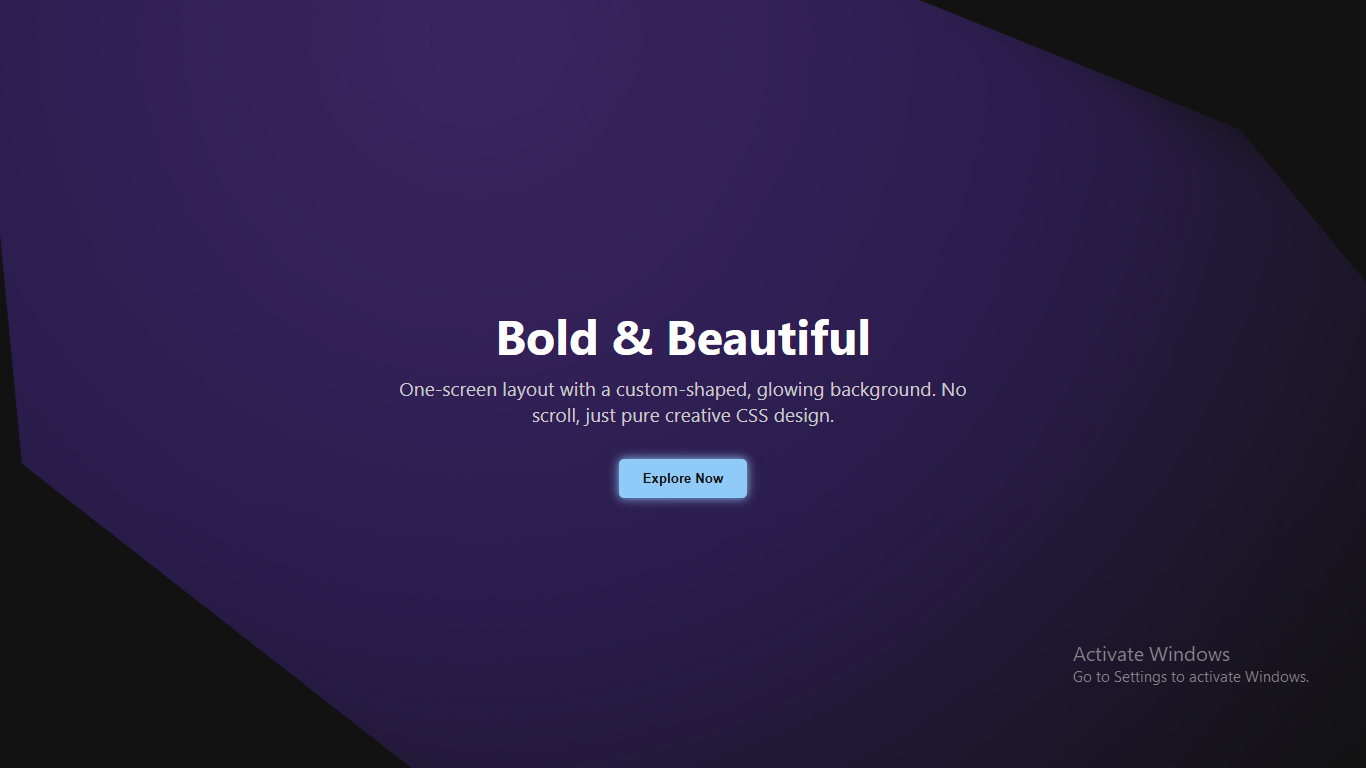 Bold & Beautiful
One-screen layout with a custom-shaped, glowing background. No
scroll, just pure creative CSS design.
Explore Now
Activate Windows
Go to Settings to activate Windows.